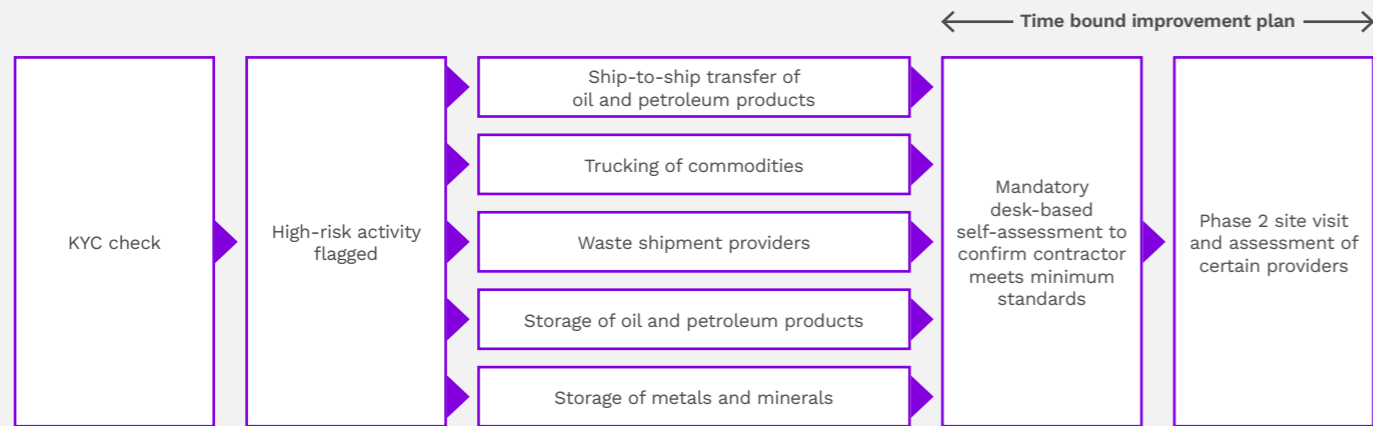 Time bound improvement plan
KYC check
High-risk activity
flagged
Ship-to-ship transfer of
oil and petroleum products
Trucking of commodities
Waste shipment providers
Storage of oil and petroleum products
Storage of metals and minerals
Mandatory
desk-based
self-assessment to
confirm contractor
meets minimum
standards
Phase 2 site visit
and assessment of
certain providers